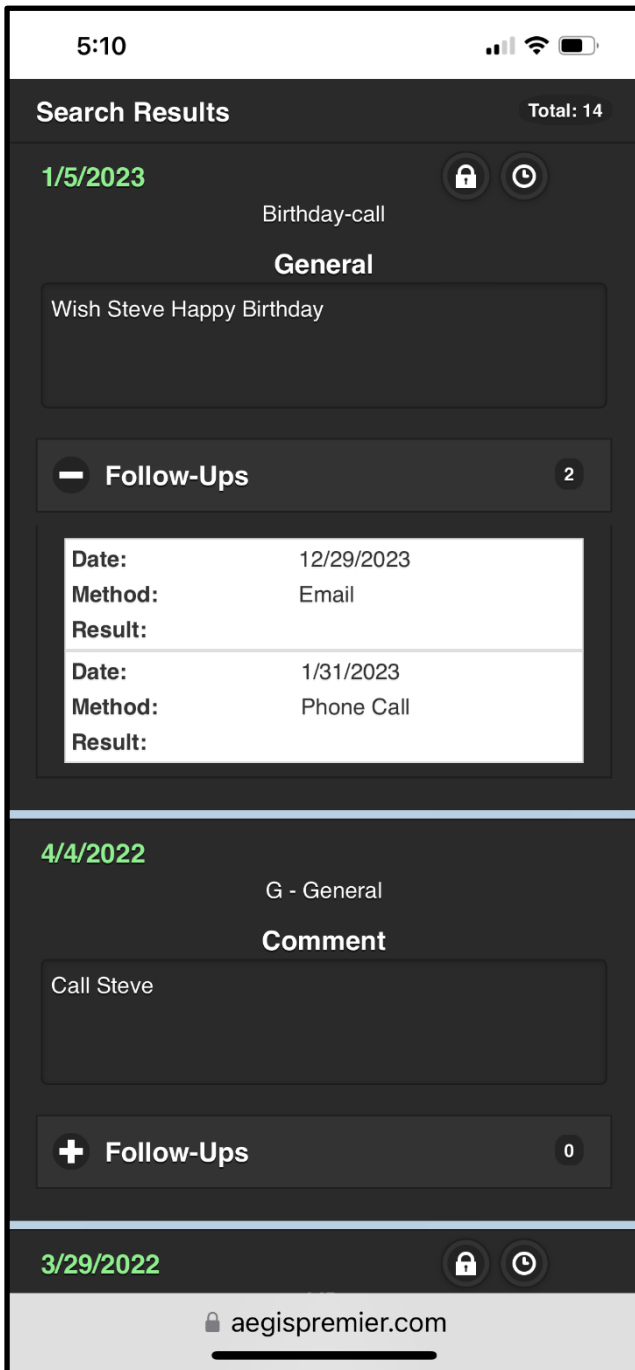 5:10
Search Results Total: 14
1/5/2023
Birthday-call
General
Wish Steve Happy Birthday
Follow-Ups 2
Date: 12/29/2023
Method: Email
Result:
Date: 1/31/2023
Method: Phone Call
Result:
4/4/2022
G - General
Comment
Call Steve
Follow-Ups 0
3/29/2022
aegispremier.com